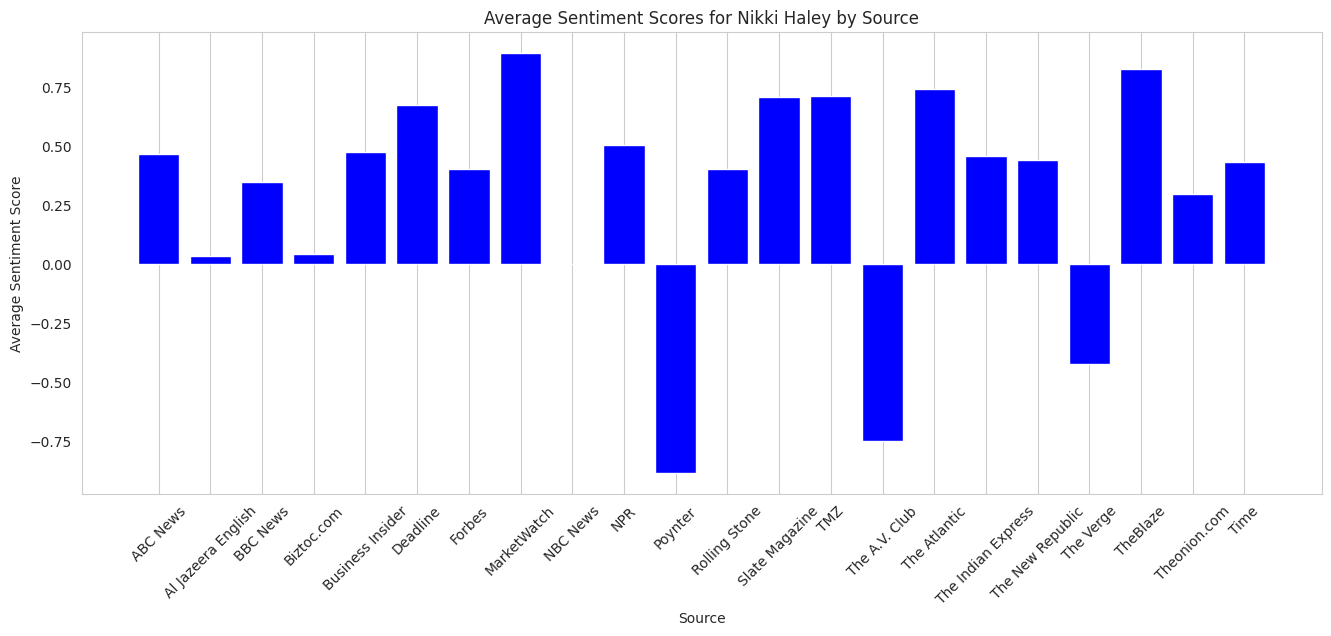 Average Sentiment Scores for Nikki Haley by Source
Average Sentiment Score
0.75
0.50
0.25
0.00
−0.25
−0.50
−0.75
ABC News
Al Jazeera English
BBC News
Biztoc.com
Business Insider
Deadline
Forbes
MarketWatch
NBC News
NPR
Poynter
Rolling Stone
Slate Magazine
TMZ
The A.V. Club
The Atlantic
The Indian Express
The New Republic
The Verge
TheBlaze
Theonion.com
Time
Source